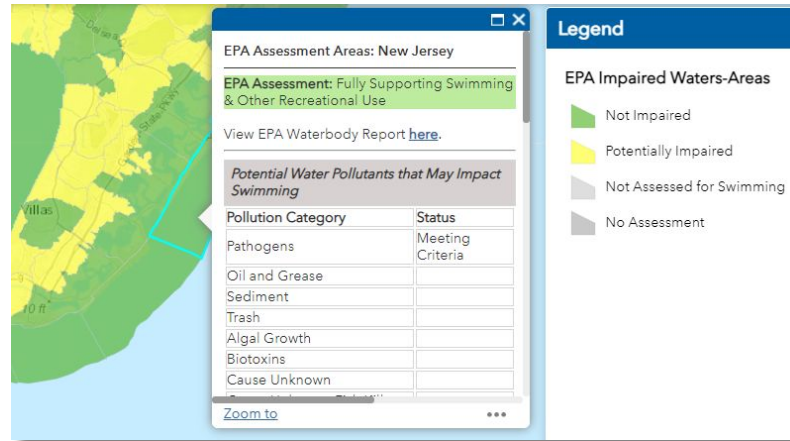 EPA Assessment Areas: New Jersey
EPA Assessment: Fully Supporting Swimming
& Other Recreational Use
View EPA Waterbody Report here.
Potential Water Pollutants that May Impact
Swimming
Pollution Category Status
Pathogens Meeting
Criteria
Oil and Grease
Sediment
Trash
Algal Growth
Biotoxins
Cause Unknown
Zoom to
Legend
EPA Impaired Waters-Areas
Not Impaired
Potentially Impaired
Not Assessed for Swimming
No Assessment
Garden State Pkwy
Villas
10 ft